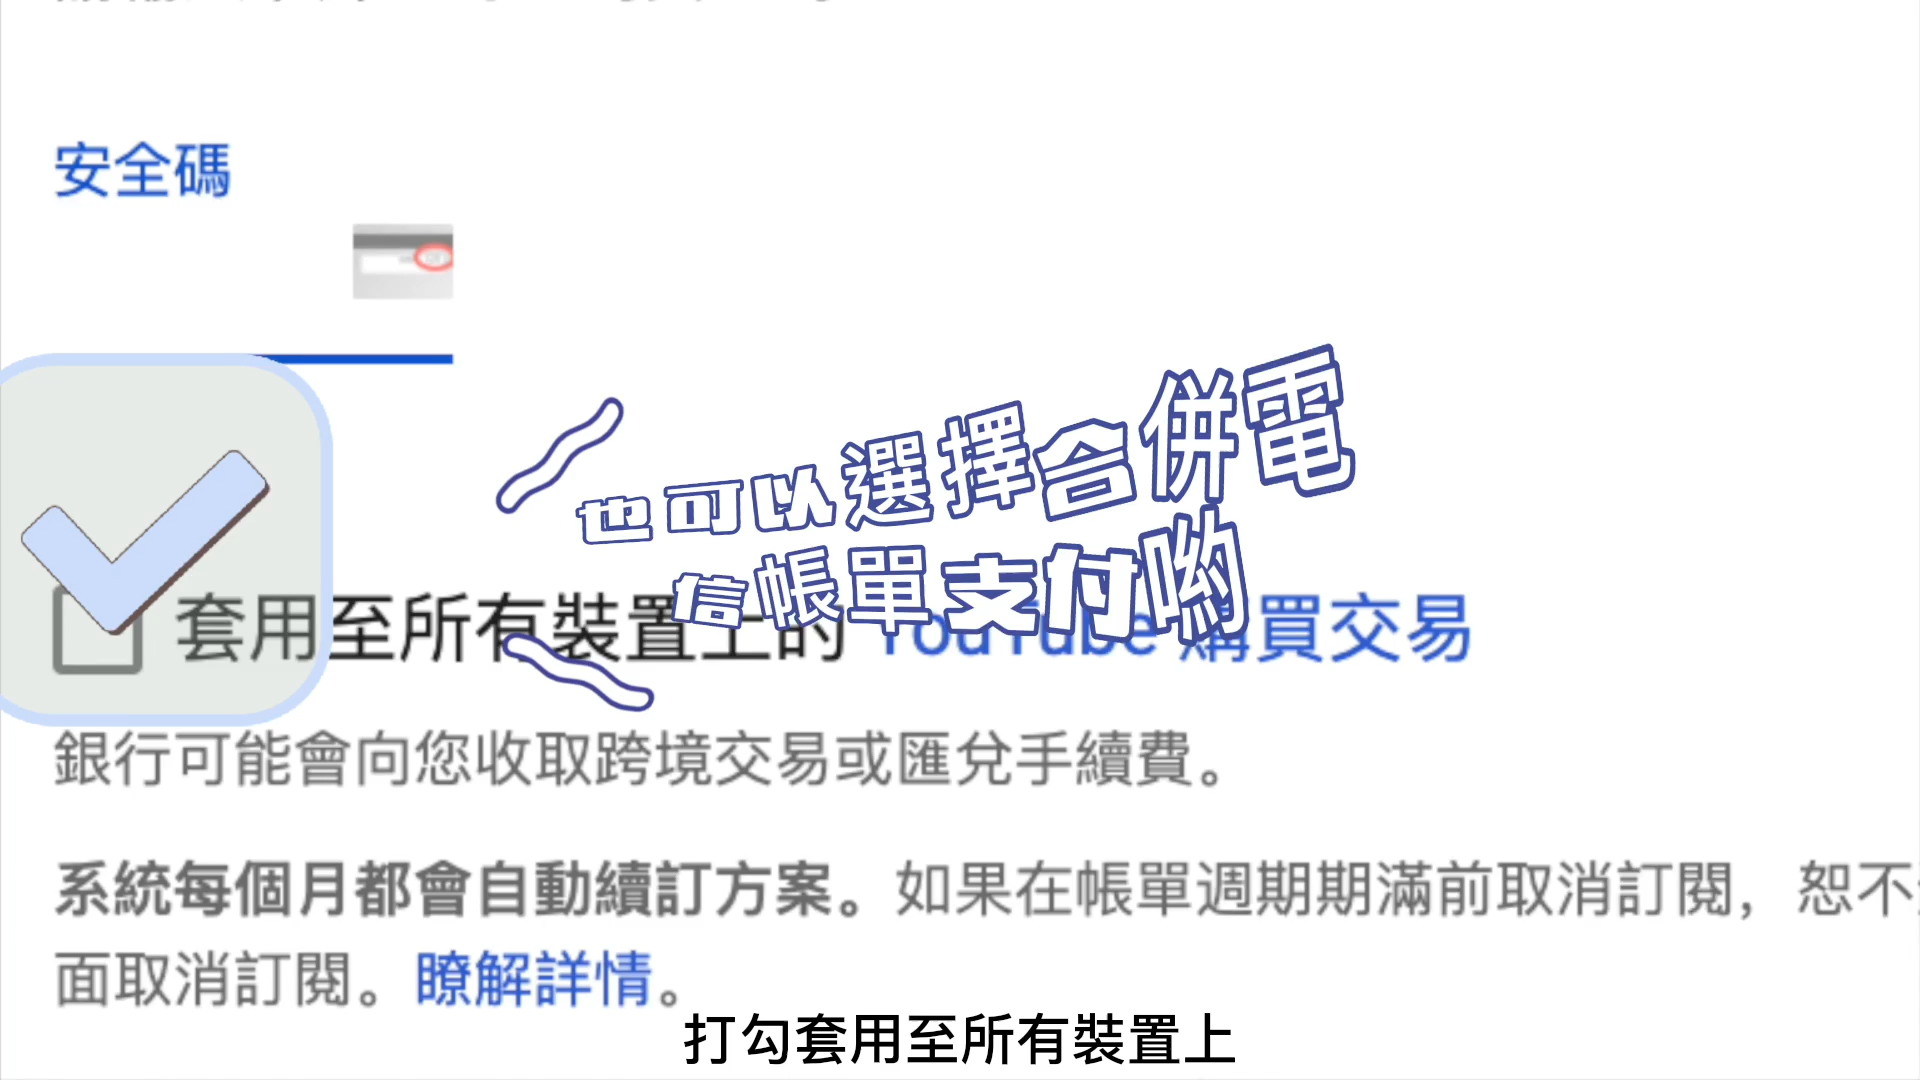 安全碼
也可以選擇合併電
信帳單支付喲
套用至所有裝置上的 YouTube 購買交易
銀行可能會向您收取跨境交易或匯兌手續費。
系統每個月都會自動續訂方案。如果在帳單週期期滿前取消訂閱，恕不
面取消訂閱。瞭解詳情。
打勾套用至所有裝置上